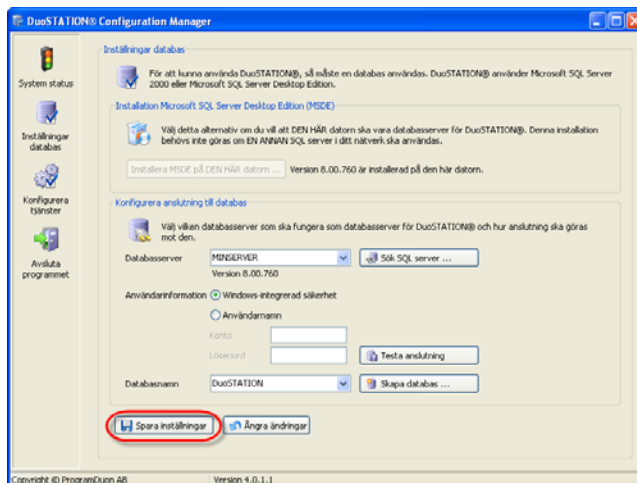 DuoSTATION® Configuration Manager
System status
Inställningar
databas
Konfigurera
tjänster
Avsluta
programmet
Inställningar databas
För att kunna använda DuoSTATION®, så måste en databas användas. DuoSTATION® använder Microsoft SQL Server
2000 eller Microsoft SQL Server Desktop Edition.
Installation Microsoft SQL Server Desktop Edition (MSDE)
Välj detta alternativ om du vill att DEN HÄR datorn ska vara databasserver för DuoSTATION®. Denna installation
behövs inte göras om EN ANNAN SQL server i ditt nätverk ska användas.
Installera MSDE på DEN HÄR datorn ...
Version 8.00.760 är installerad på den här datorn.
Konfigurera anslutning till databas
Välj vilken databasserver som ska fungera som databasserver för DuoSTATION® och hur anslutning ska göras
mot den.
Databasserver MINSERVER Sök SQL server ...
Version 8.00.760
Användarinformation Windows-integrerad säkerhet
Användarnamn
Konto
Lösenord Testa anslutning
Databasnamn DuoSTATION Skapa databas ...
Spara inställningar Ångra ändringar
Copyright © ProgramDuon AB Version 4.0.1.1